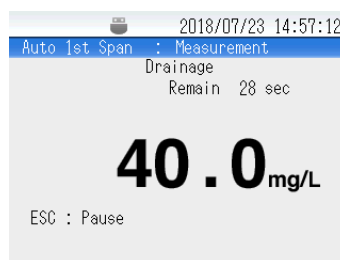 2018/07/23 14:57:12
Auto 1st Span : Measurement
Drainage
Remain 28 sec
40.0mg/L
ESC : Pause